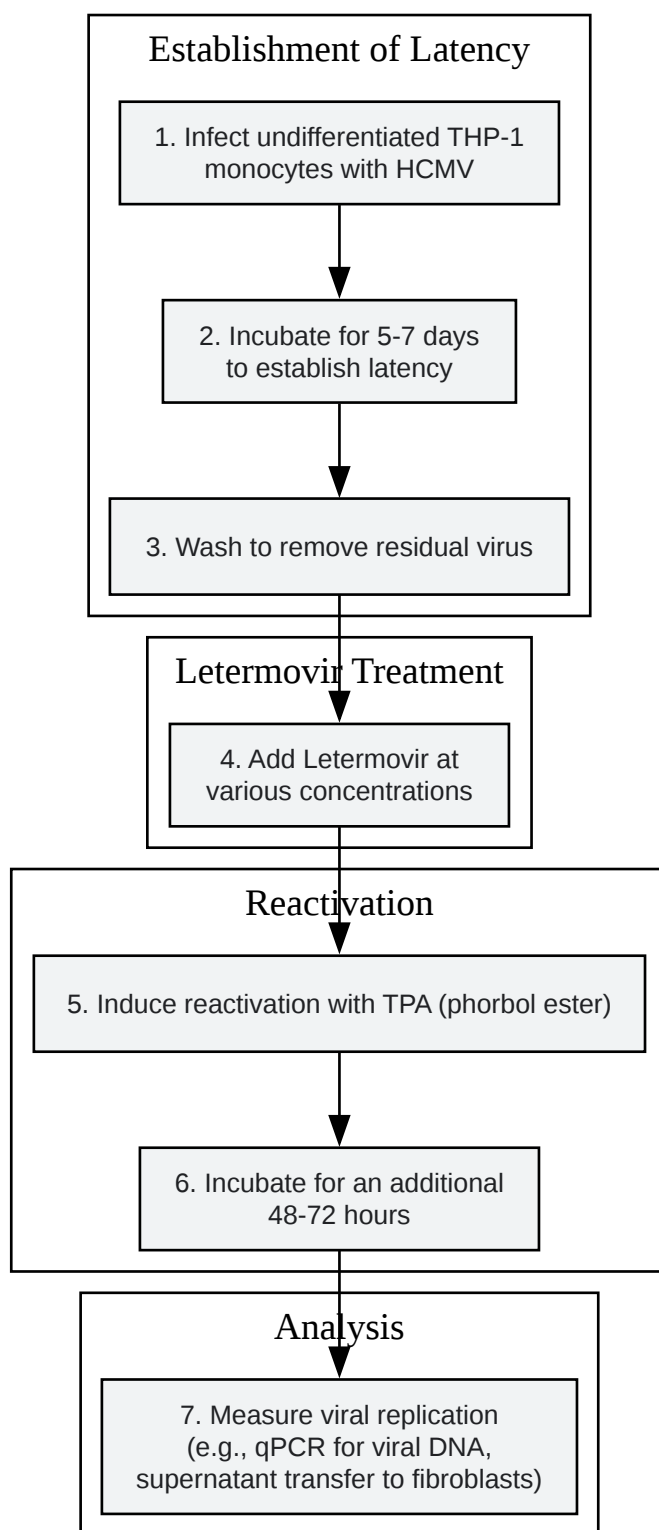 Establishment of Latency
1. Infect undifferentiated THP-1
monocytes with HCMV
2. Incubate for 5-7 days
to establish latency
3. Wash to remove residual virus
Letermovir Treatment
4. Add Letermovir at
various concentrations
Reactivation
5. Induce reactivation with TPA (phorbol ester)
6. Incubate for an additional
48-72 hours
Analysis
7. Measure viral replication
(e.g., qPCR for viral DNA,
supernatant transfer to fibroblasts)